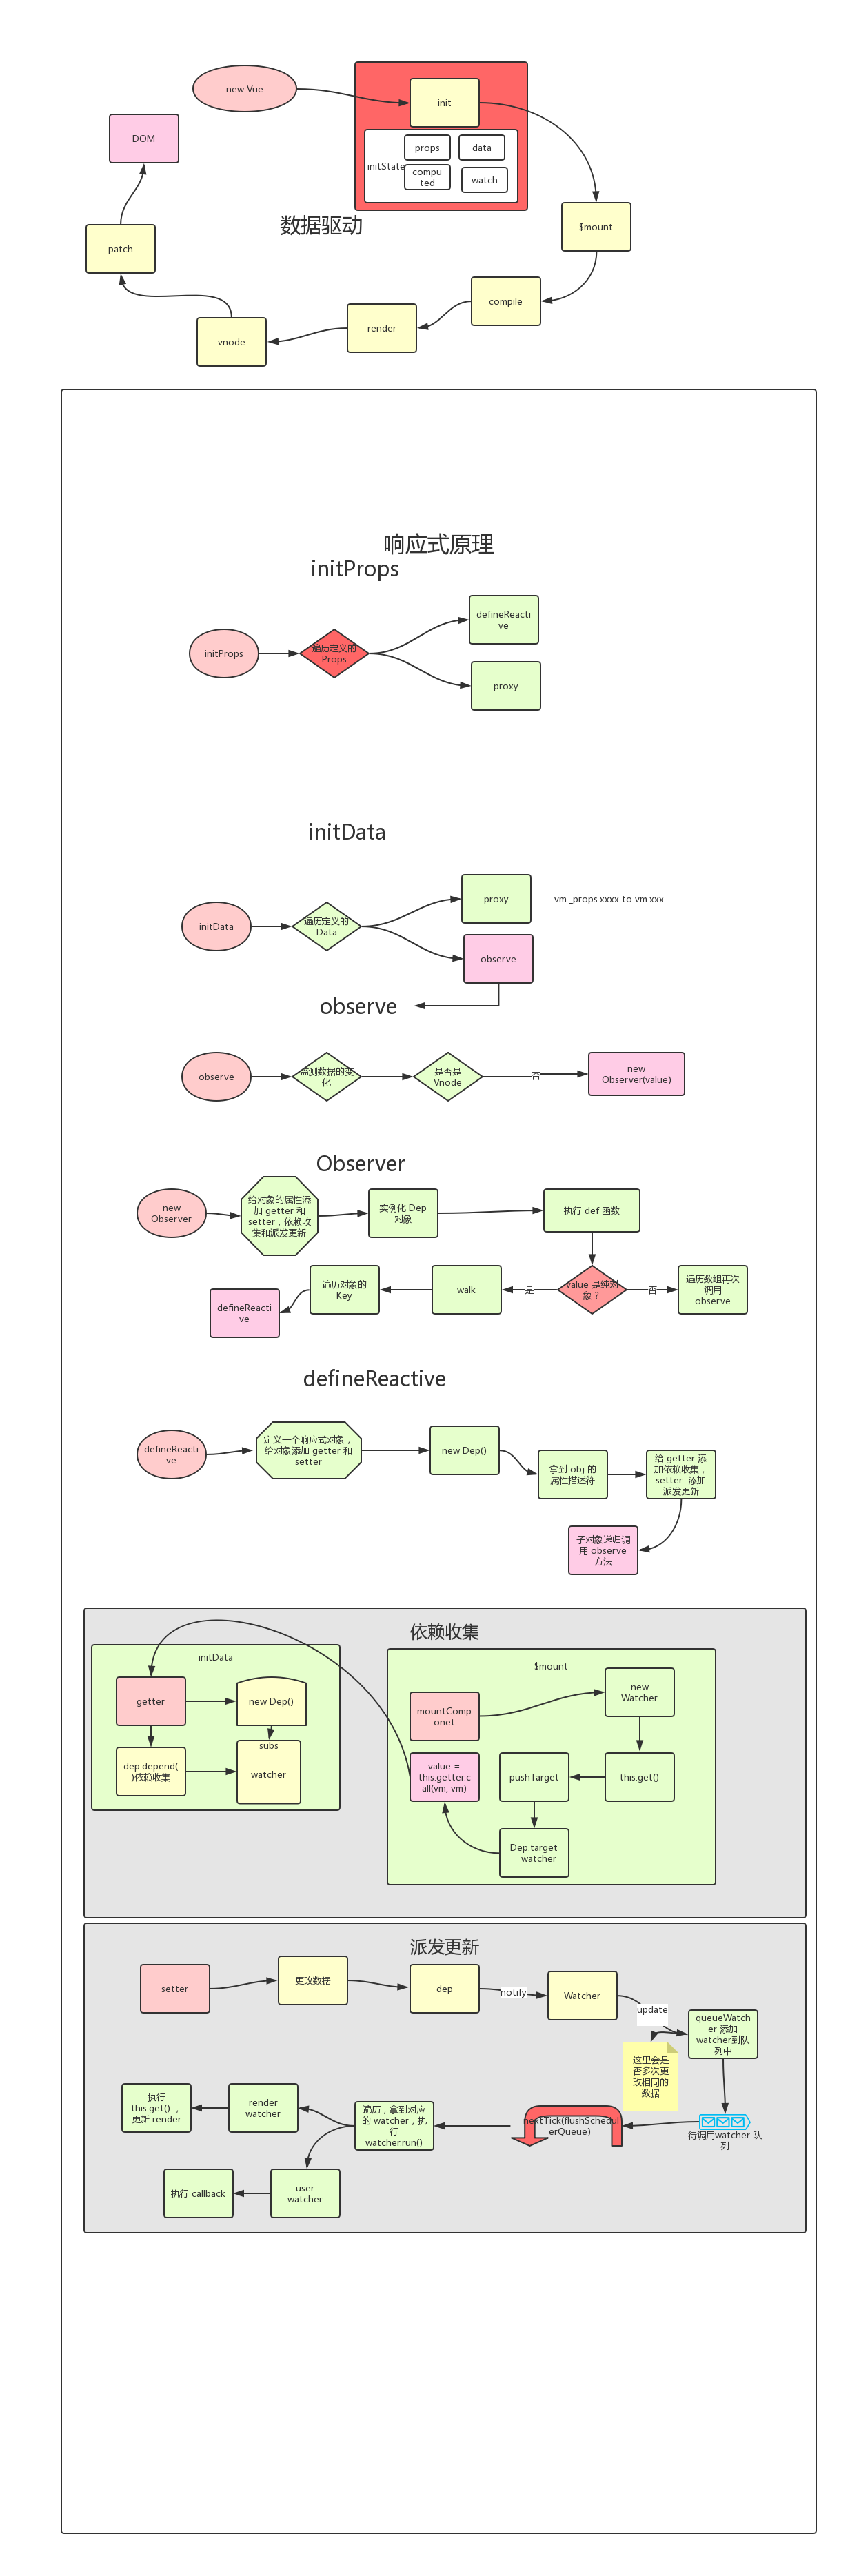 new Vue
init
DOM
initState
props
data
compu
ted
watch
数据驱动
$mount
patch
compile
render
vnode
响应式原理
initProps
initProps
遍历定义的
Props
defineReacti
ve
proxy
initData
initData
遍历定义的
Data
proxy
vm._props.xxxx to vm.xxx
observe
observe
observe
监测数据的变
化
是否是
Vnode
否
new
Observer(value)
Observer
new
Observer
给对象的属性添
加 getter 和
setter，依赖收
集和派发更新
实例化 Dep
对象
执行 def 函数
value 是纯对
象？
否
遍历数组再次
调用
observe
是
walk
遍历对象的
Key
defineReacti
ve
defineReactive
defineReacti
ve
定义一个响应式对象，
给对象添加 getter 和
setter
new Dep()
拿到 obj 的
属性描述符
给 getter 添
加依赖收集，
setter 添加
派发更新
子对象递归调
用 observe
方法
依赖收集
initData
getter
new Dep()
dep.depend(
)依赖收集
subs
watcher
$mount
mountComp
onet
new
Watcher
value =
this.getter.c
all(vm, vm)
pushTarget
this.get()
Dep.target
= watcher
派发更新
setter
更改数据
dep
notify
Watcher
update
queueWatch
er 添加
watcher到队
列中
这里会是
否多次更
改相同的
数据
待调用watcher 队
列
nextTick(flushSchedul
erQueue)
遍历，拿到对应
的 watcher，执
行
watcher.run()
render
watcher
执行
this.get() ，
更新 render
user
watcher
执行 callback